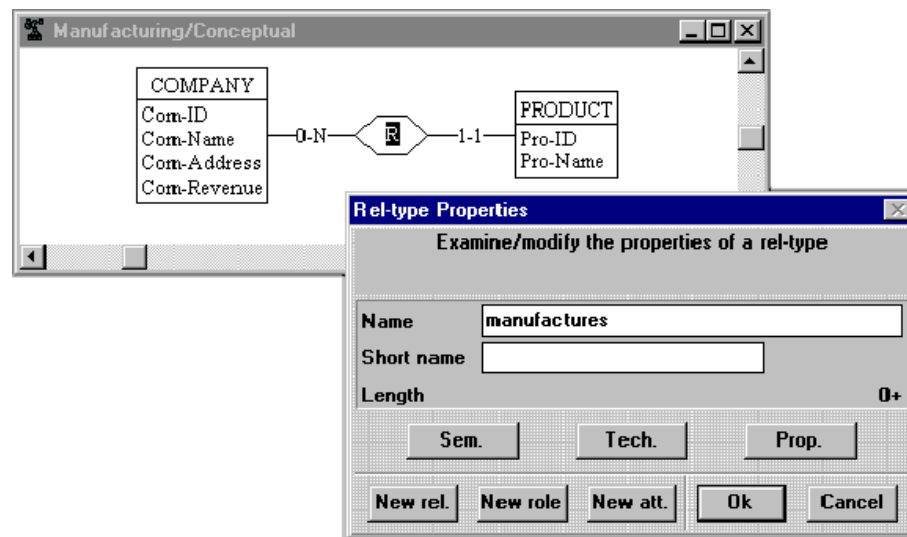 Manufacturing/Conceptual
COMPANY
Com-ID
Com-Name
Com-Address
Com-Revenue
0-N
R
1-1
PRODUCT
Pro-ID
Pro-Name
Rel-type Properties
Examine/modify the properties of a rel-type
Name manufactures
Short name
Length 0+
Sem. Tech. Prop.
New rel. New role New att. Ok Cancel